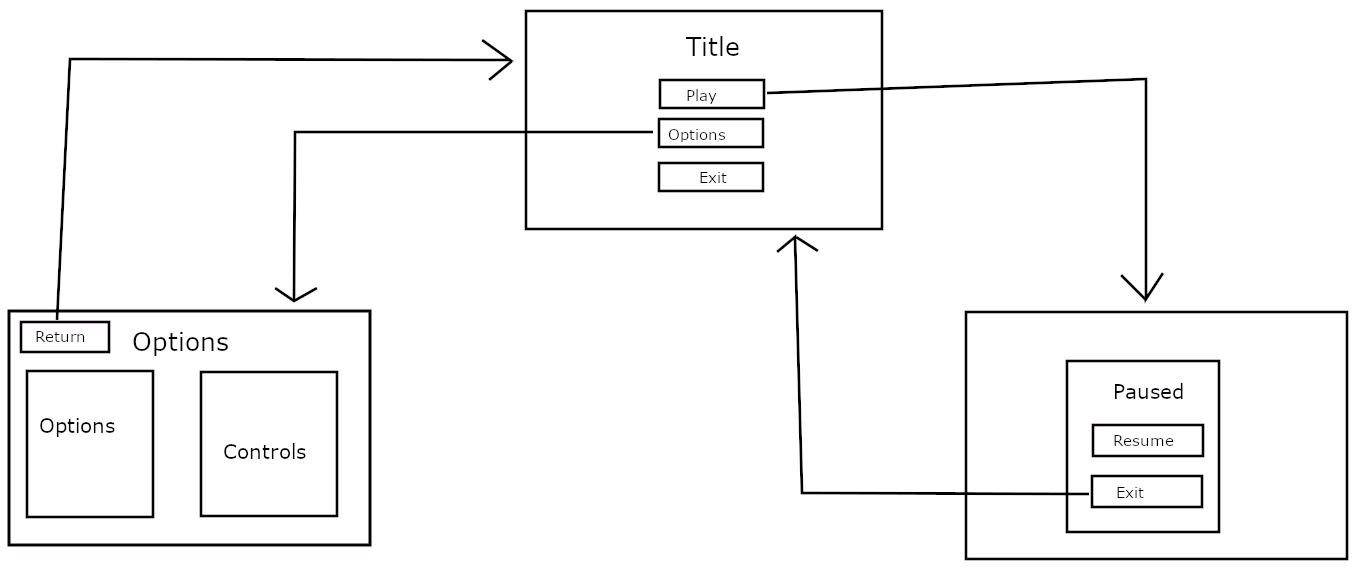 Title
Play
Options
Exit
Return
Options
Options
Controls
Paused
Resume
Exit